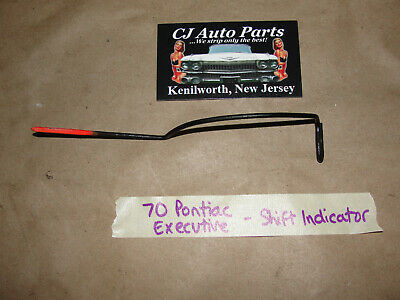 CJ Auto Parts
...We strip only the best!
Kenilworth, New Jersey
70 Pontiac
Executive - Shift Indicator